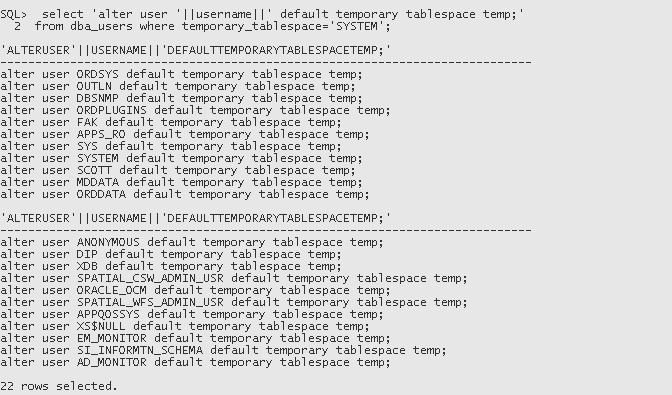 SQL>  select 'alter user '||username||' default temporary tablespace temp;'
  2  from dba_users where temporary_tablespace='SYSTEM';
'ALTERUSER'||USERNAME||'DEFAULTTEMPORARYTABLESPACETEMP;'
--------------------------------------------------------------------------------
alter user ORDSYS default temporary tablespace temp;
alter user OUTLN default temporary tablespace temp;
alter user DBSNMP default temporary tablespace temp;
alter user ORDPLUGINS default temporary tablespace temp;
alter user FAK default temporary tablespace temp;
alter user APPS_RO default temporary tablespace temp;
alter user SYS default temporary tablespace temp;
alter user SYSTEM default temporary tablespace temp;
alter user SCOTT default temporary tablespace temp;
alter user MDDATA default temporary tablespace temp;
alter user ORDDATA default temporary tablespace temp;
'ALTERUSER'||USERNAME||'DEFAULTTEMPORARYTABLESPACETEMP;'
--------------------------------------------------------------------------------
alter user ANONYMOUS default temporary tablespace temp;
alter user DIP default temporary tablespace temp;
alter user XDB default temporary tablespace temp;
alter user SPATIAL_CSW_ADMIN_USR default temporary tablespace temp;
alter user ORACLE_OCM default temporary tablespace temp;
alter user SPATIAL_WFS_ADMIN_USR default temporary tablespace temp;
alter user APPQOSSYS default temporary tablespace temp;
alter user XS$NULL default temporary tablespace temp;
alter user EM_MONITOR default temporary tablespace temp;
alter user SI_INFORMTN_SCHEMA default temporary tablespace temp;
alter user AD_MONITOR default temporary tablespace temp;
22 rows selected.